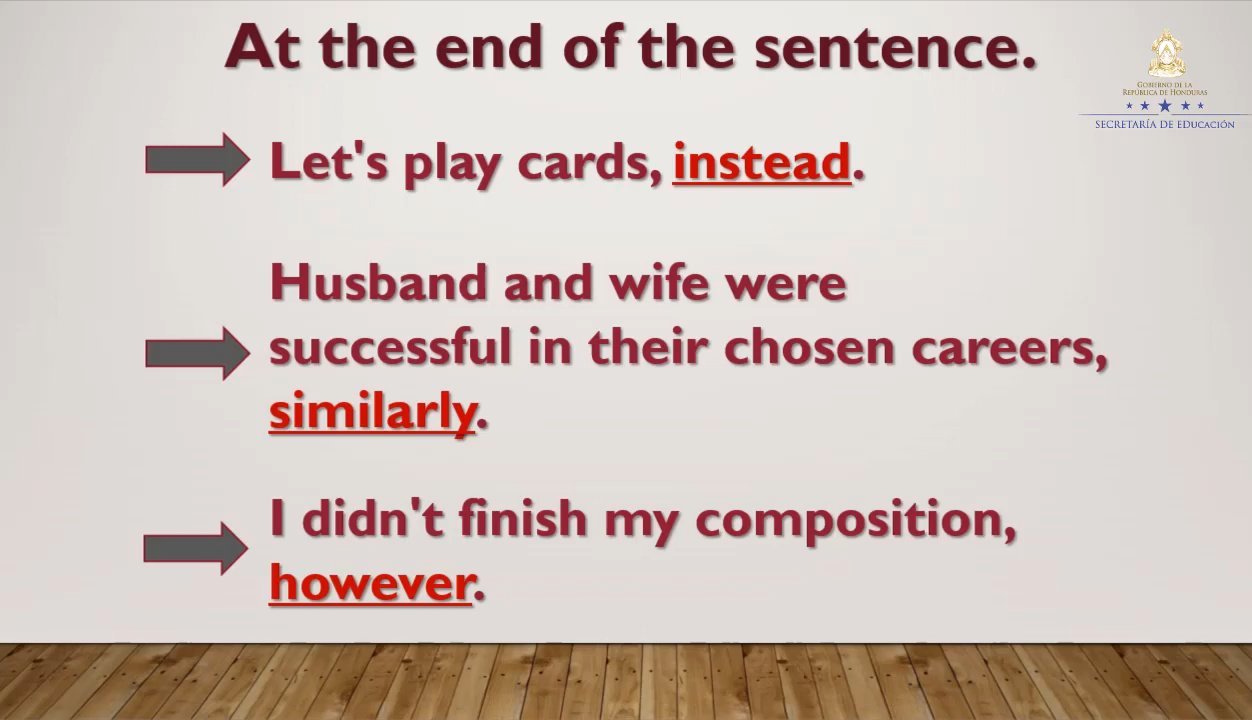 At the end of the sentence.
GOBIERNO DE LA
REPÚBLICA DE HONDURAS
SECRETARÍA DE EDUCACIÓN
Let's play cards, instead.
Husband and wife were
successful in their chosen careers,
similarly.
I didn't finish my composition,
however.